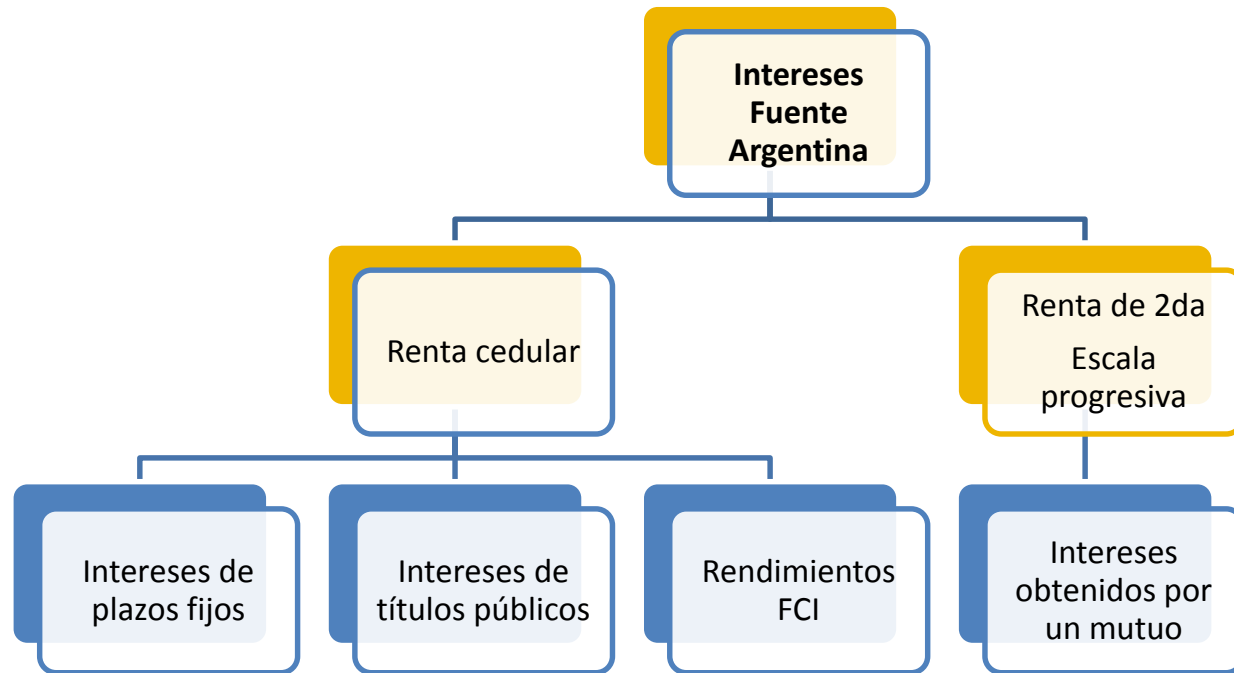 Intereses
Fuente
Argentina
Renta cedular
Renta de 2da
Escala
progresiva
Intereses de
plazos fijos
Intereses de
títulos públicos
Rendimientos
FCI
Intereses
obtenidos por
un mutuo